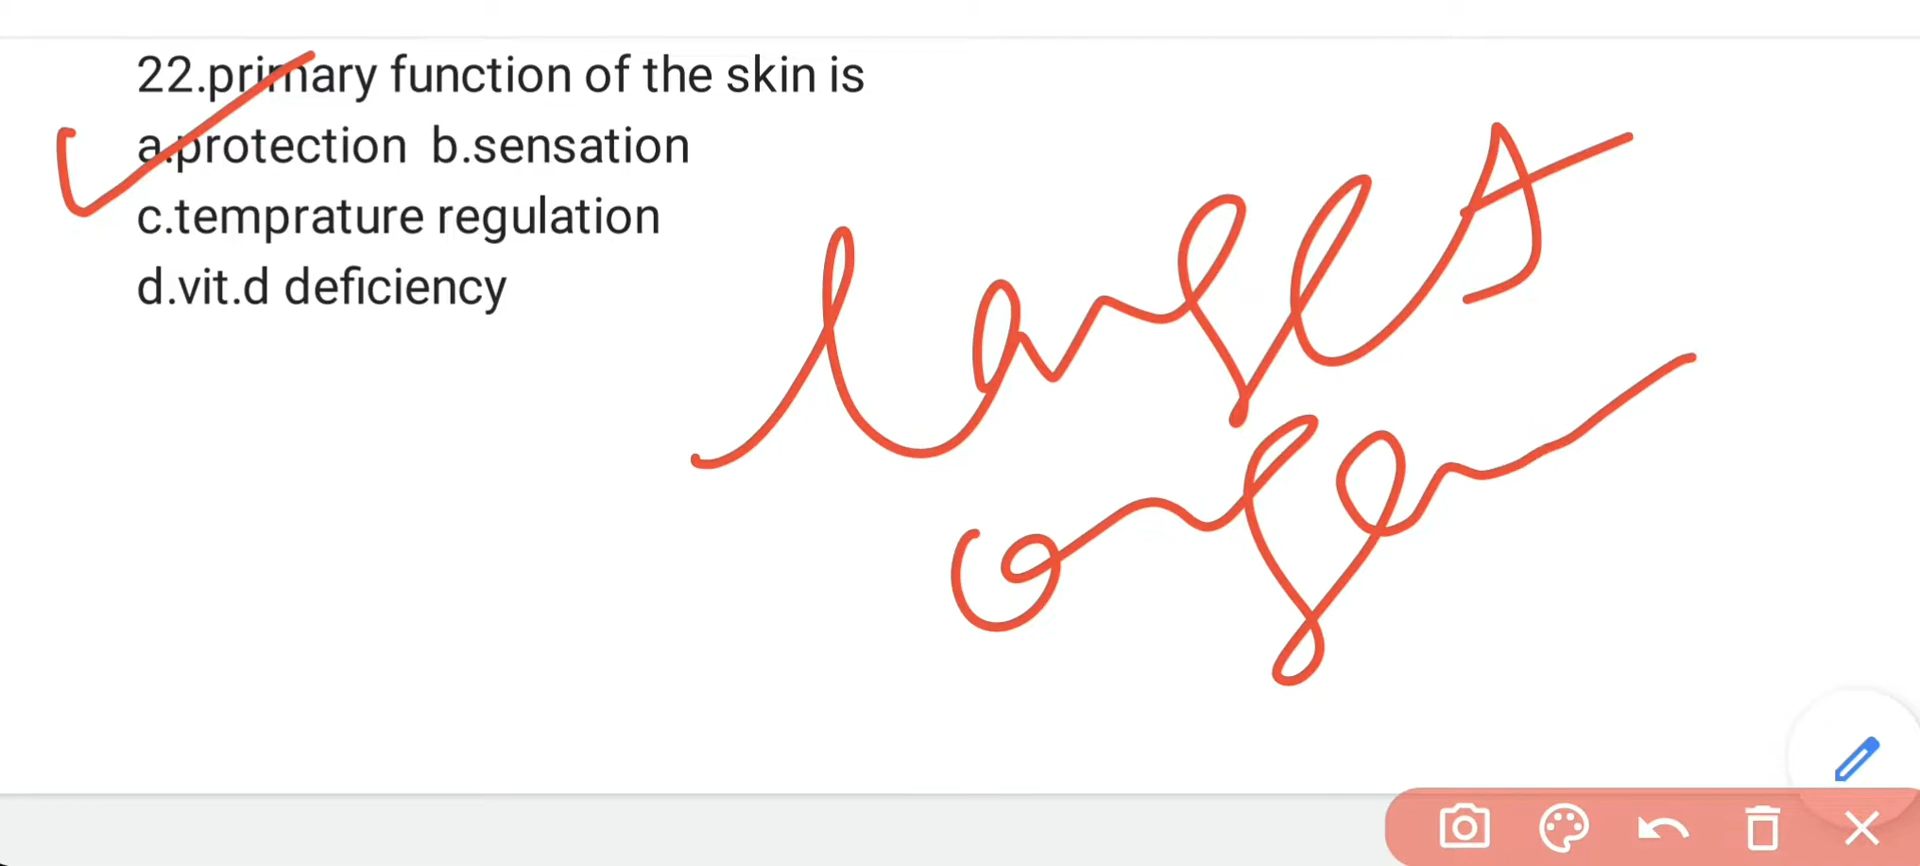 22.primary function of the skin is
a.protection b.sensation
c.temprature regulation
d.vit.d deficiency
largest
organ